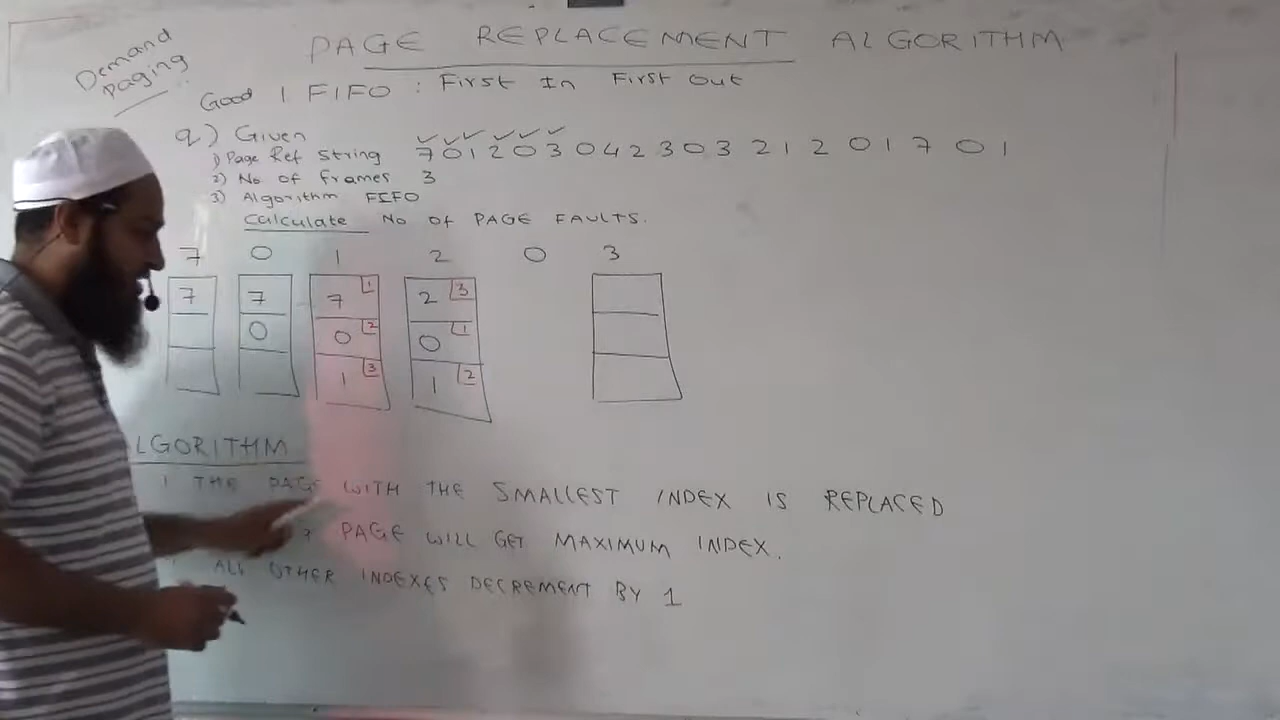 PAGE REPLACEMENT ALGORITHM
Demand
Paging
Good 1 FIFO : First In First Out
q) Given
1) Page Ref String 7 0 1 2 0 3 0 4 2 3 0 3 2 1 2 0 1 7 0 1
2) No of frames 3
3) Algorithm FIFO
Calculate No of PAGE FAULTS.
7 0 1 2 0 3
7 7 7 1 2 3
0 0 2 0 1
1 3 1 2
LGORITHM
1 THE PAGE WITH THE SMALLEST INDEX IS REPLACED
PAGE WILL GET MAXIMUM INDEX.
ALL OTHER INDEXES DECREMENT BY 1